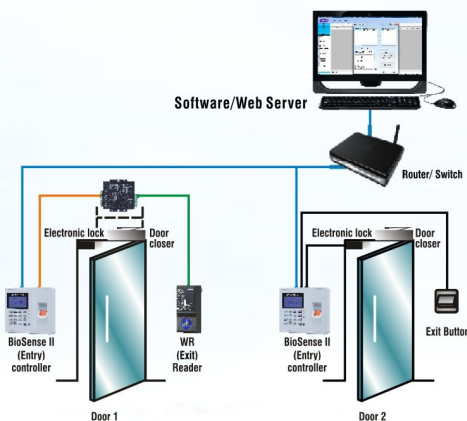 Software/Web Server
Router/ Switch
Electronic lock
Door
closer
Electronic lock
Door
closer
BioSense II
(Entry)
controller
WR
(Exit)
Reader
BioSense II
(Entry)
controller
Exit Button
Door 1
Door 2